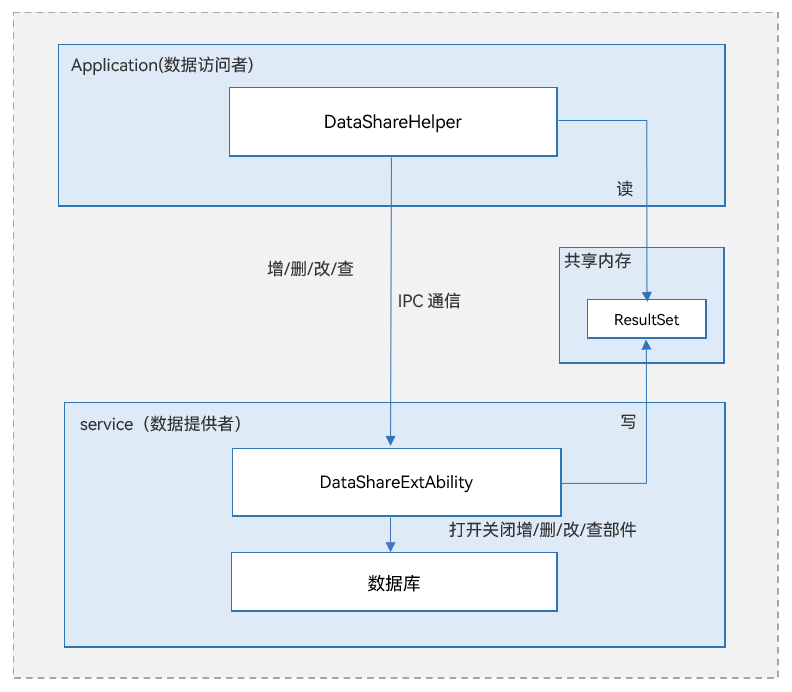 Application(数据访问者)
DataShareHelper
读
共享内存
增/删/改/查
IPC 通信
ResultSet
service（数据提供者）
写
DataShareExtAbility
打开关闭增/删/改/查部件
数据库